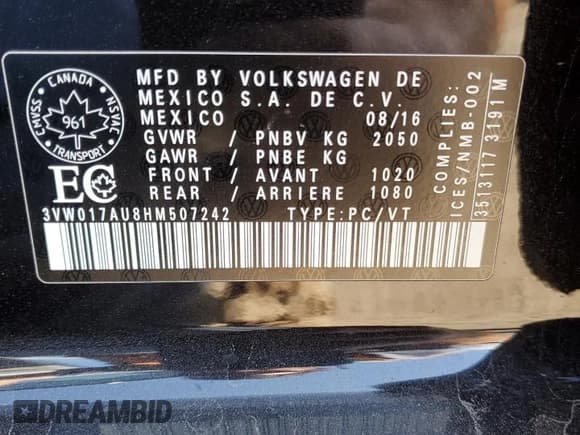 CANADA
CMVSS
NSVAC
961
TRANSPORT
EC
MFD BY VOLKSWAGEN DE
MEXICO S.A. DE C.V.
MEXICO 08/16
GVWR / PNBV KG 2050
GAWR / PNBE KG
FRONT / AVANT 1020
REAR / ARRIERE 1080
3VW017AU8HM507242 TYPE:PC/VT
COMPLIES:
ICES/NMB-002
3513117 3191 M
DREAMBID